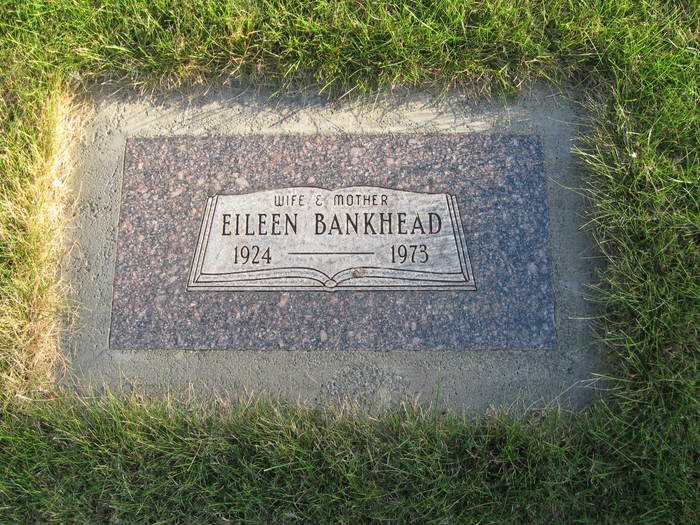 WIFE & MOTHER
EILEEN BANKHEAD
1924 — 1973